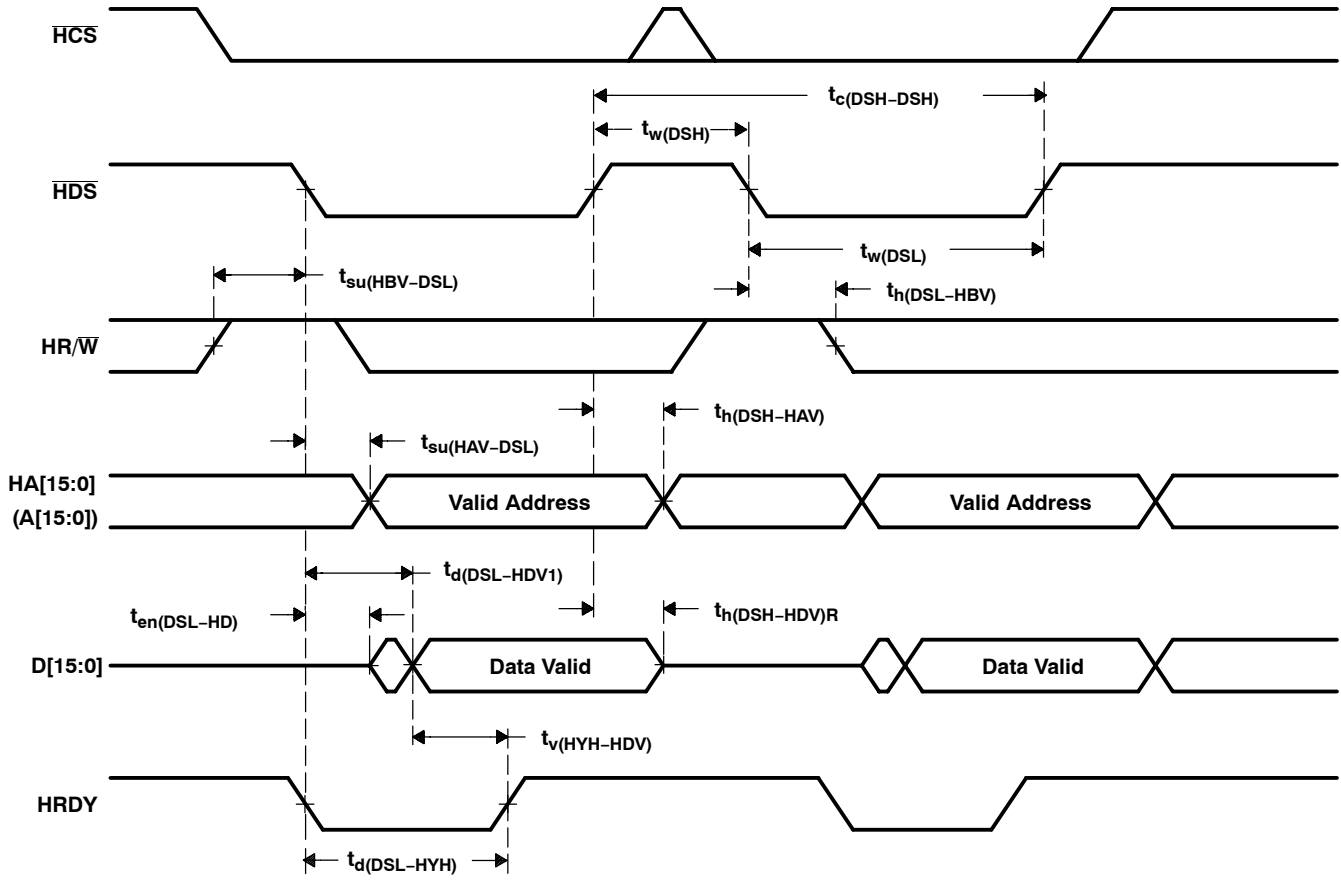 HCS
tc(DSH–DSH)
tw(DSH)
HDS
tw(DSL)
tsu(HBV–DSL)
th(DSL–HBV)
HR/W
th(DSH–HAV)
tsu(HAV–DSL)
HA[15:0]
(A[15:0])
Valid Address
Valid Address
td(DSL–HDV1)
ten(DSL–HD)
th(DSH–HDV)R
D[15:0]
Data Valid
Data Valid
tv(HYH–HDV)
HRDY
td(DSL–HYH)